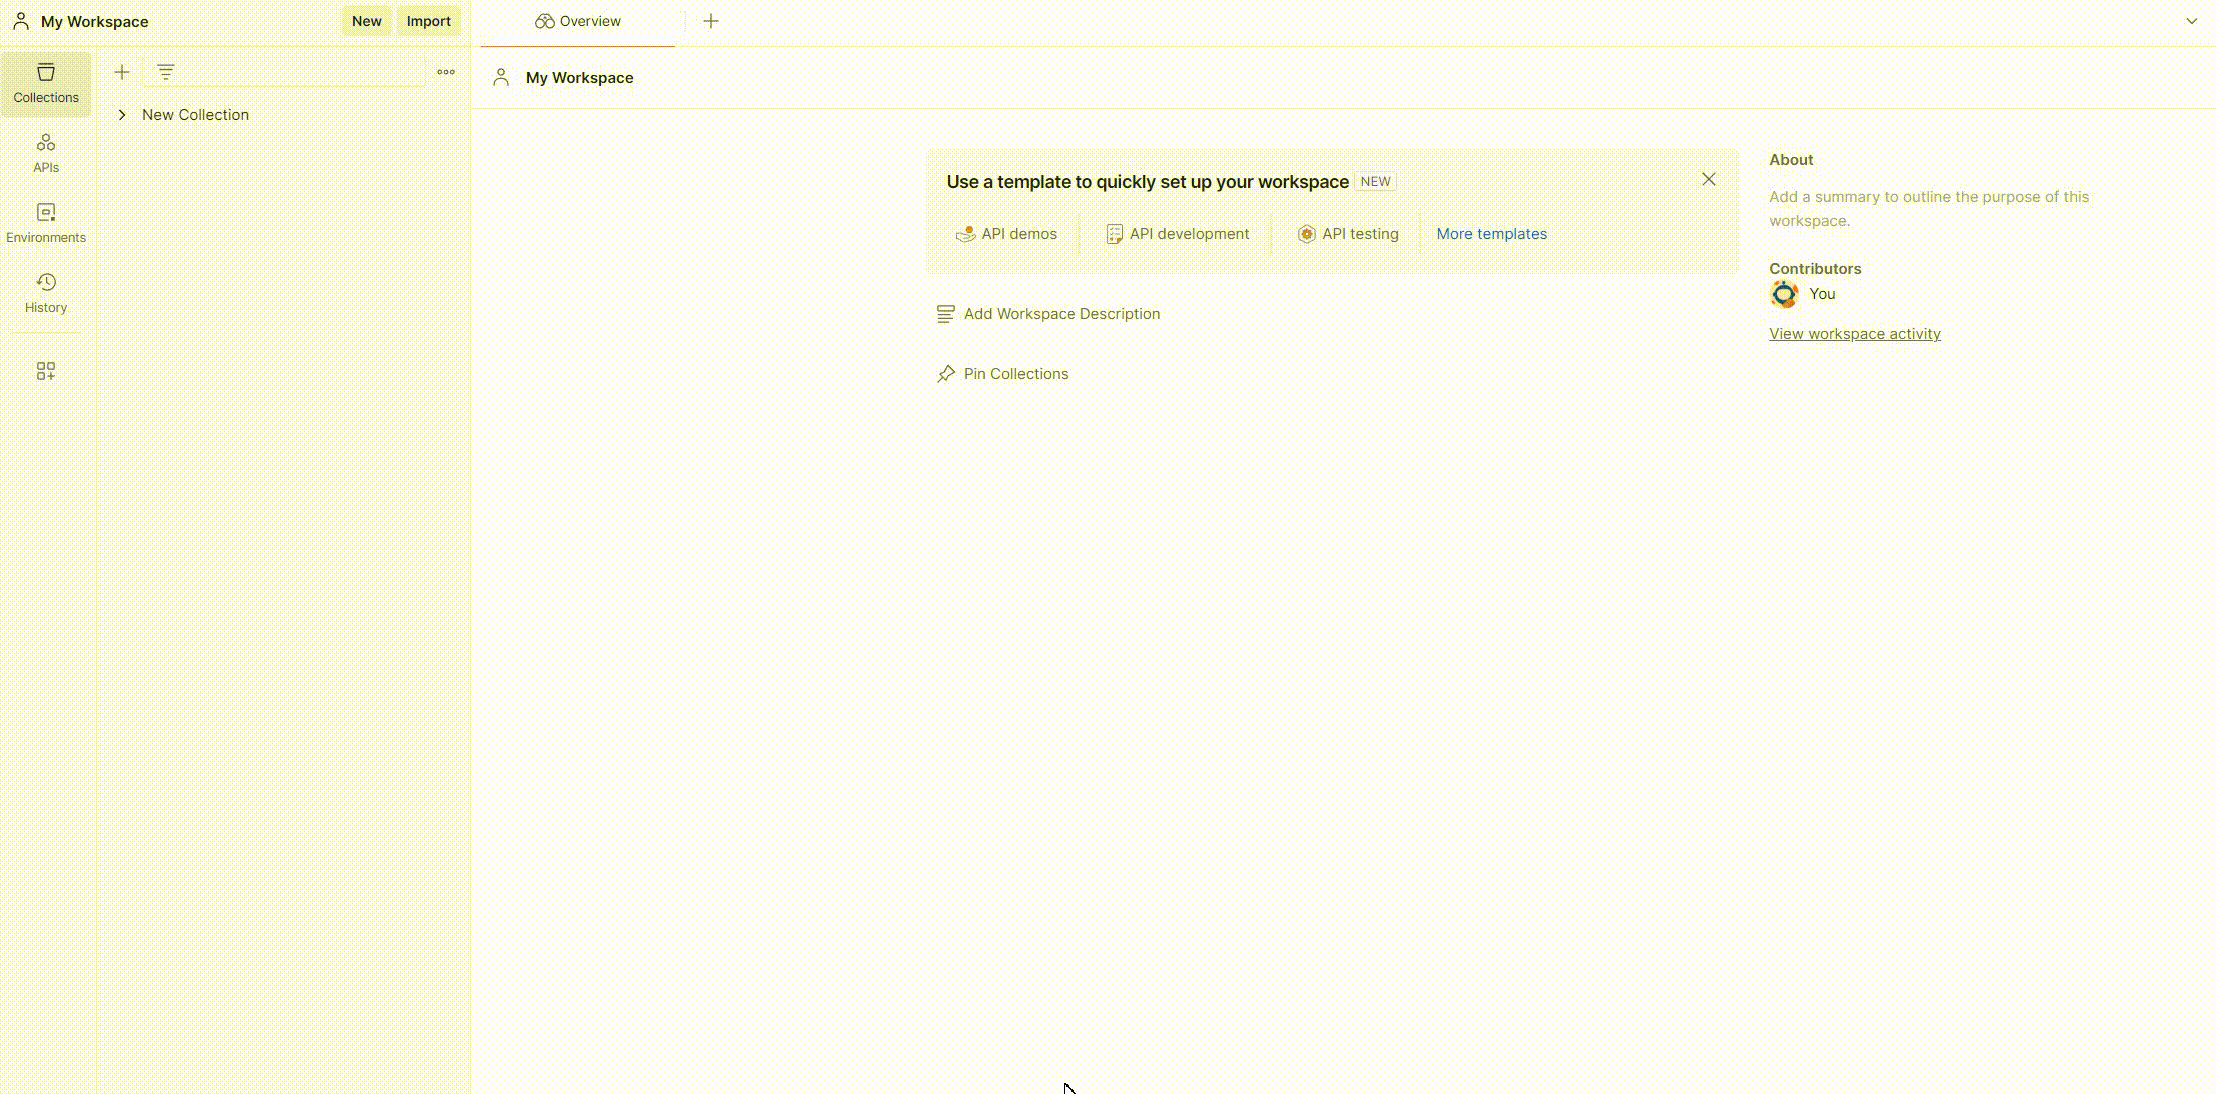 My Workspace
New
Import
Overview
Collections
New Collection
APIs
Environments
History
My Workspace
Use a template to quickly set up your workspace NEW
API demos
API development
API testing
More templates
Add Workspace Description
Pin Collections
About
Add a summary to outline the purpose of this
workspace.
Contributors
You
View workspace activity